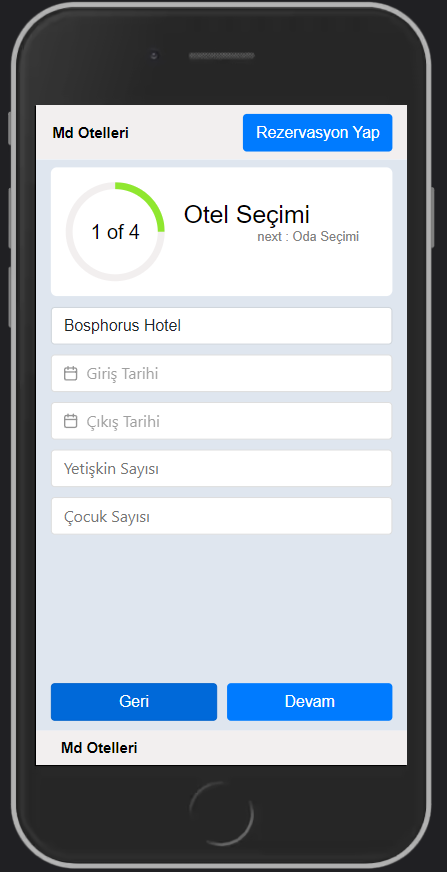 Md Otelleri
Rezervasyon Yap
1 of 4
Otel Seçimi
next : Oda Seçimi
Bosphorus Hotel
Giriş Tarihi
Çıkış Tarihi
Yetişkin Sayısı
Çocuk Sayısı
Geri
Devam
Md Otelleri